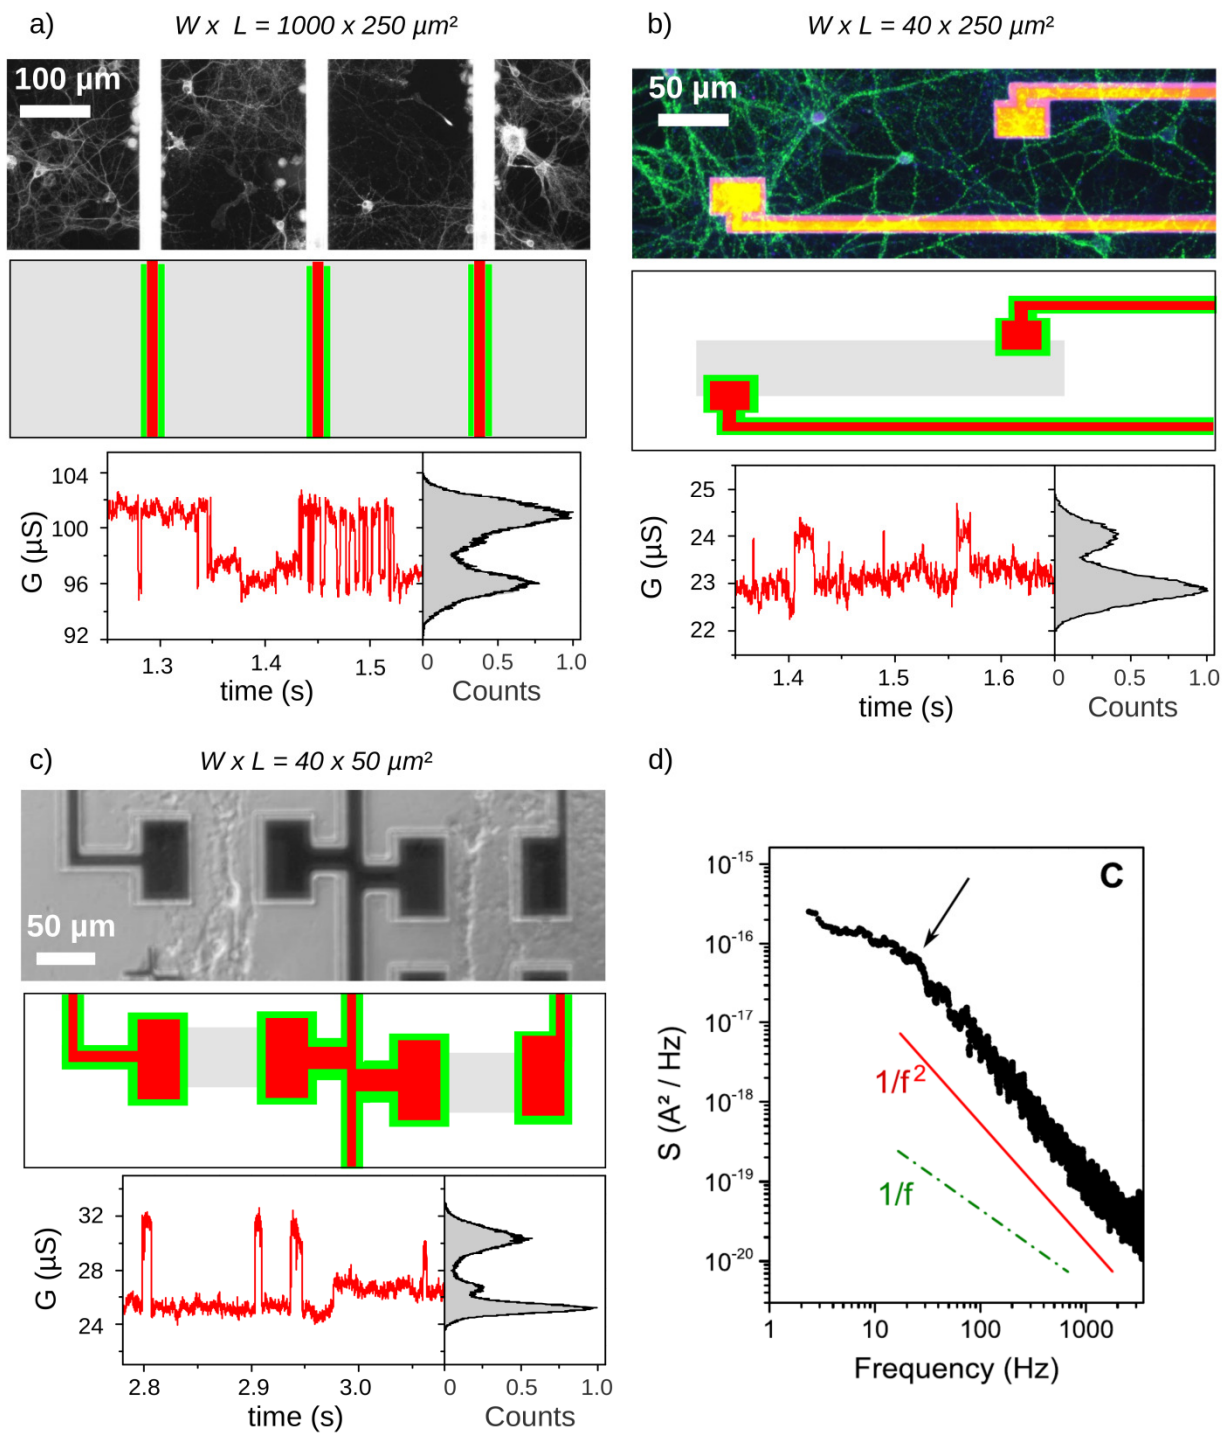 a)
W x L = 1000 x 250 µm²
100 µm
104
100
96
92
G (µS)
1.3
1.4
1.5
time (s)
0
0.5
1.0
Counts
b)
W x L = 40 x 250 µm²
50 µm
25
24
23
22
G (µS)
1.4
1.5
1.6
time (s)
0
0.5
1.0
Counts
c)
W x L = 40 x 50 µm²
50 µm
32
28
24
G (µS)
2.8
2.9
3.0
time (s)
0
0.5
1.0
Counts
d)
C
10⁻¹⁵
10⁻¹⁶
10⁻¹⁷
10⁻¹⁸
10⁻¹⁹
10⁻²⁰
S (A² / Hz)
1/f²
1/f
1
10
100
1000
Frequency (Hz)